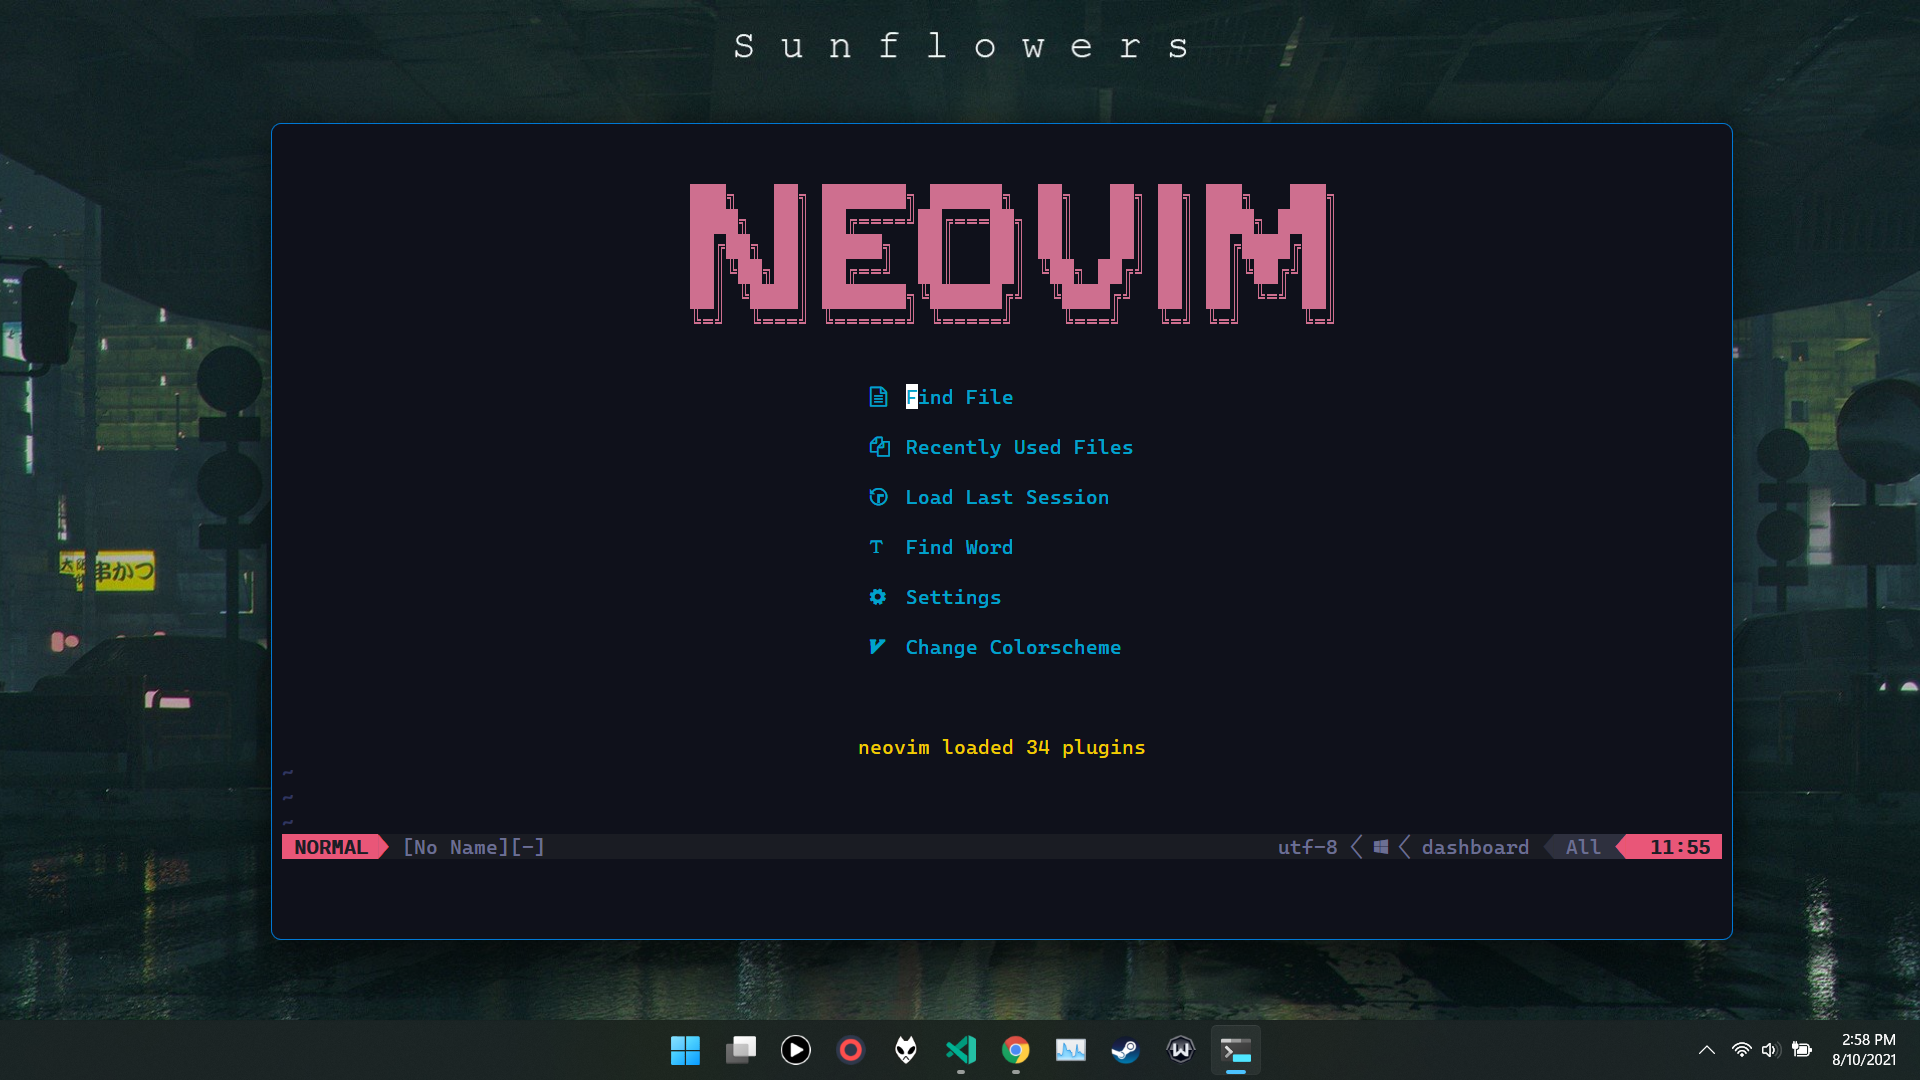 S u n f l o w e r s
NEOVIM
Find File
Recently Used Files
Load Last Session
Find Word
Settings
Change Colorscheme
neovim loaded 34 plugins
~
~
~
NORMAL [No Name][-] utf-8 dashboard All 11:55
大阪
串かつ
2:58 PM
8/10/2021